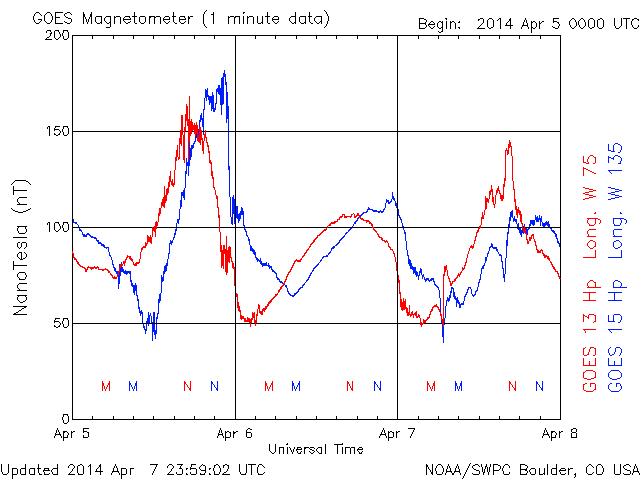 GOES Magnetometer (1 minute data)
Begin: 2014 Apr 5 0000 UTC
200
150
100
50
0
NanoTesla (nT)
M M N N M M N N M M N N
Apr 5 Apr 6 Apr 7 Apr 8
Universal Time
GOES 13 Hp Long. W 75
GOES 15 Hp Long. W 135
Updated 2014 Apr 7 23:59:02 UTC
NOAA/SWPC Boulder, CO USA